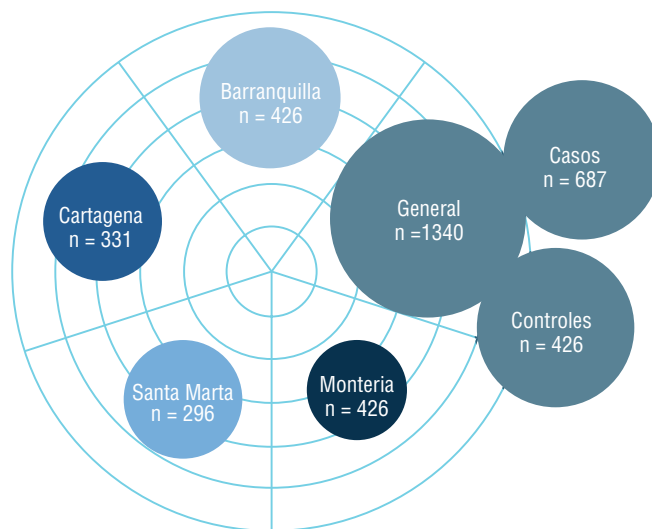 Barranquilla
n = 426
Casos
n = 687
General
n =1340
Cartagena
n = 331
Controles
n = 426
Santa Marta
n = 296
Monteria
n = 426